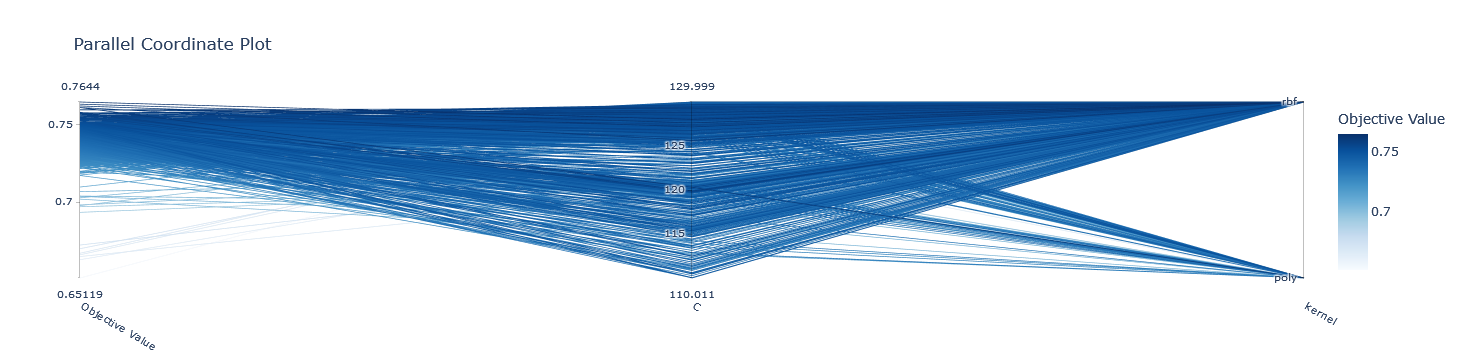 Parallel Coordinate Plot
0.7644
129.999
0.75
0.7
0.65119
125
120
115
110.011
rbf
poly
Objective Value
C
kernel
Objective Value
0.75
0.7